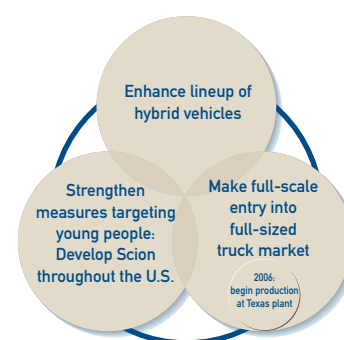 Enhance lineup of
hybrid vehicles
Strengthen
measures targeting
young people:
Develop Scion
throughout the U.S.
Make full-scale
entry into
full-sized
truck market
2006:
begin production
at Texas plant